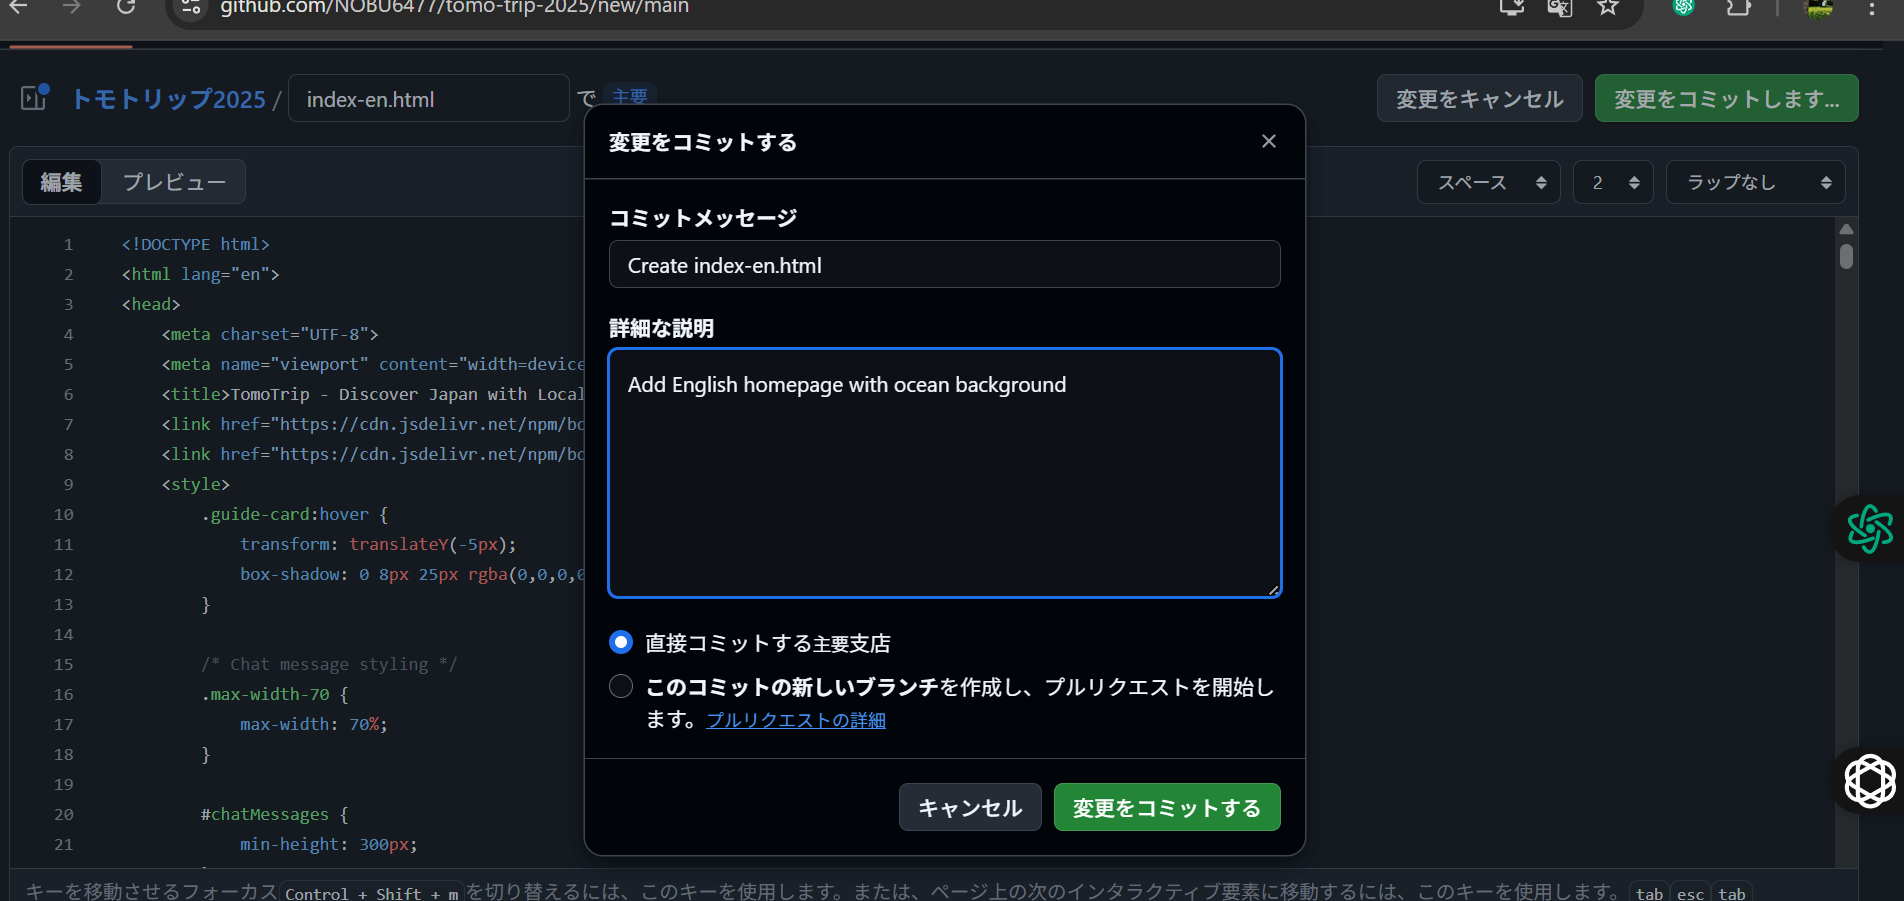 github.com/NOBU6477/tomo-trip-2025/new/main
トモトリップ2025 / index-en.html で 主要
変更をキャンセル
変更をコミットします...
編集
プレビュー
スペース
2
ラップなし
1 <!DOCTYPE html>
2 <html lang="en">
3 <head>
4 <meta charset="UTF-8">
5 <meta name="viewport" content="width=device
6 <title>TomoTrip - Discover Japan with Local
7 <link href="https://cdn.jsdelivr.net/npm/bo
8 <link href="https://cdn.jsdelivr.net/npm/bo
9 <style>
10 .guide-card:hover {
11 transform: translateY(-5px);
12 box-shadow: 0 8px 25px rgba(0,0,0,0
13 }
14
15 /* Chat message styling */
16 .max-width-70 {
17 max-width: 70%;
18 }
19
20 #chatMessages {
21 min-height: 300px;
変更をコミットする
コミットメッセージ
Create index-en.html
詳細な説明
Add English homepage with ocean background
直接コミットする主要支店
このコミットの新しいブランチを作成し、プルリクエストを開始し
ます。 プルリクエストの詳細
キャンセル
変更をコミットする
キーを移動させるフォーカス Control + Shift + m を切り替えるには、このキーを使用します。または、ページ上の次のインタラクティブ要素に移動するには、このキーを使用します。 tab esc tab